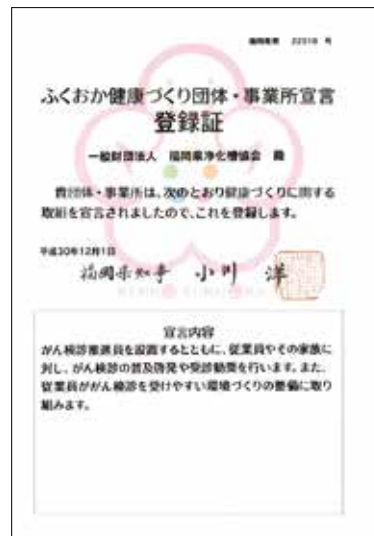 ふくおか健康づくり団体・事業所宣言
登録証
一般財団法人 福岡県浄化槽協会 殿
貴団体・事業所は、次のとおり健康づくりに関する
取組を宣言されましたので、これを登録します。
平成30年12月1日
福岡県知事 小川 洋
宣言内容
がん検診推進員を設置するとともに、従業員やその家族に
対し、がん検診の普及啓発や受診勧奨を行います。また、
従業員ががん検診を受けやすい環境づくりの整備に取り
組みます。